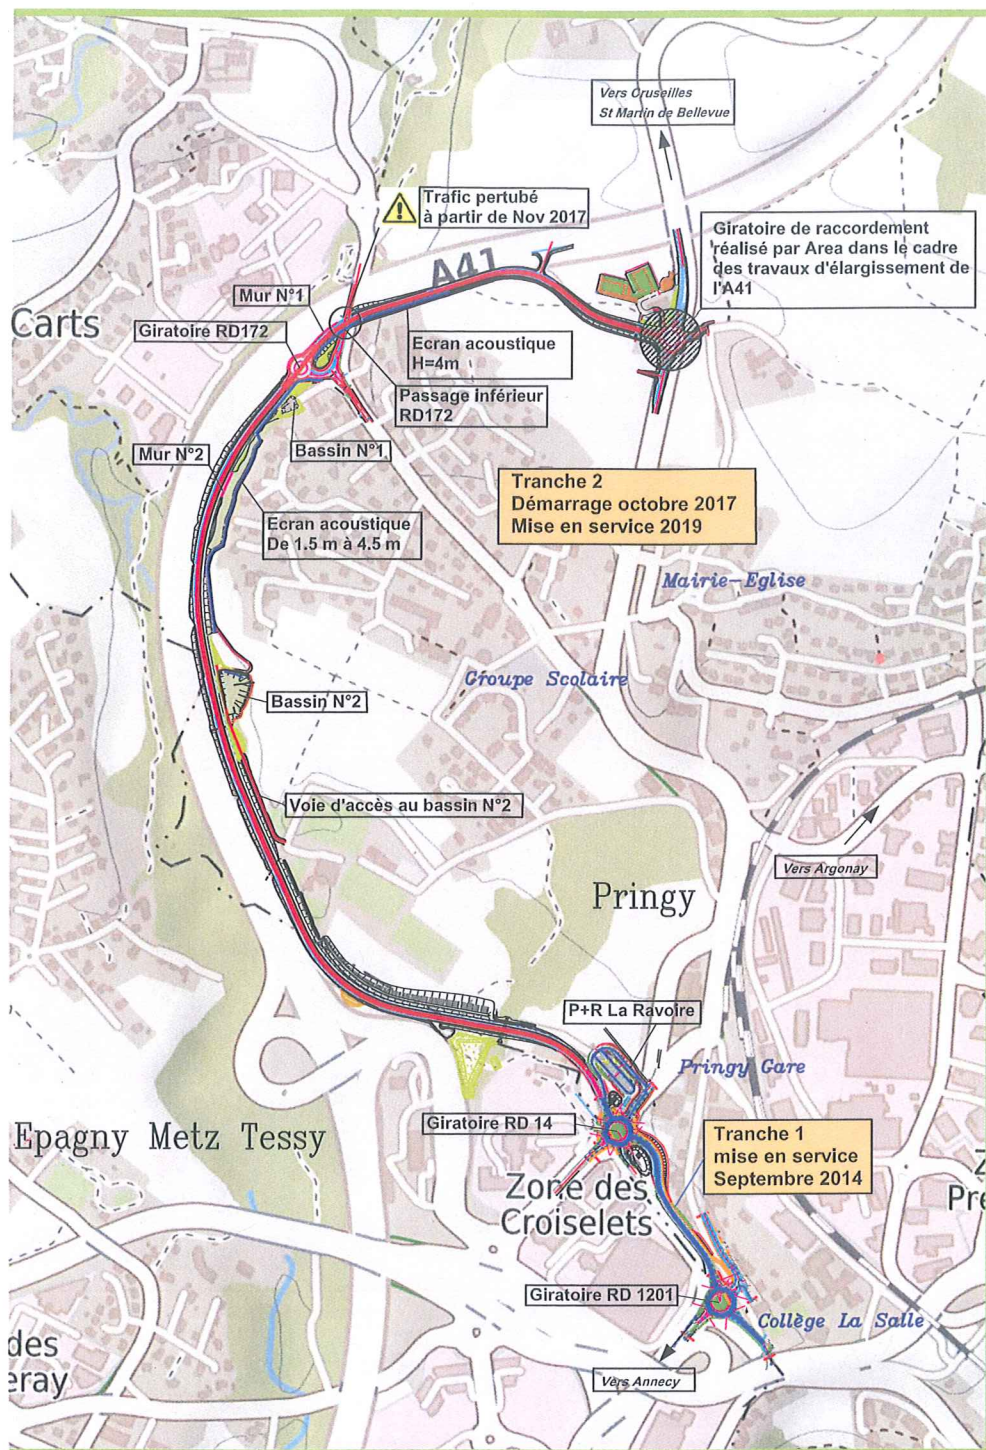 Vers Cruseilles
St Martin de Bellevue
Trafic pertubé
à partir de Nov 2017
Giratoire de raccordement
réalisé par Area dans le cadre
des travaux d'élargissement de
l'A41
A41
Mur N°1
Carts
Giratoire RD172
Ecran acoustique
H=4m
Passage inférieur
RD172
Mur N°2
Bassin N°1
Tranche 2
Démarrage octobre 2017
Mise en service 2019
Ecran acoustique
De 1.5 m à 4.5 m
Mairie-Eglise
Groupe Scolaire
Bassin N°2
Voie d'accès au bassin N°2
Vers Argonay
Pringy
P+R La Ravoire
Pringy Gare
Giratoire RD 14
Epagny Metz Tessy
Tranche 1
mise en service
Septembre 2014
Z
Pré
Zone des
Croiselets
Giratoire RD 1201
Collège La Salle
des
eray
Vers Annecy